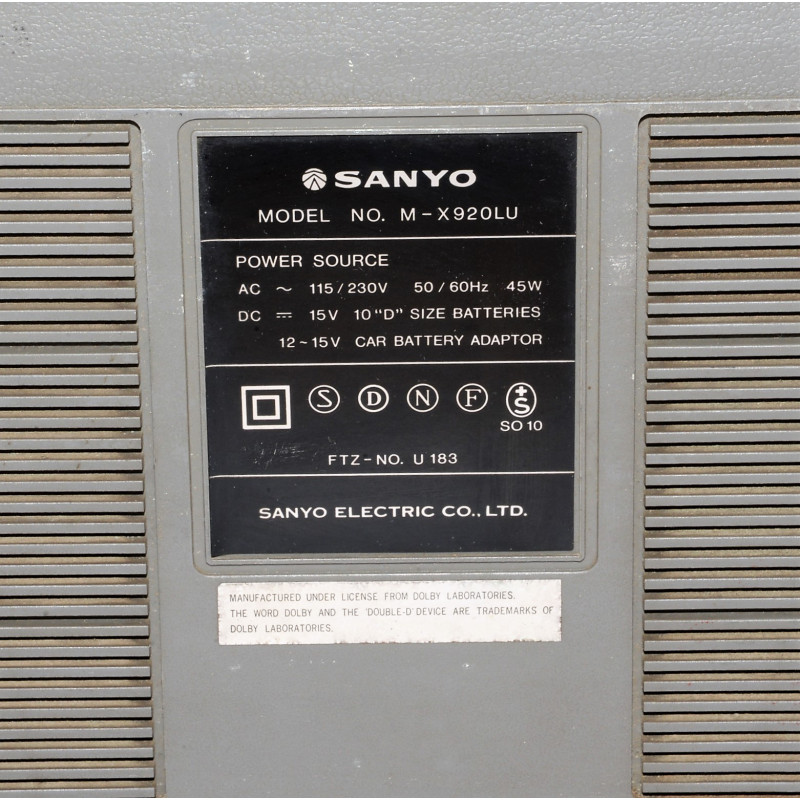 SANYO
MODEL NO. M-X920LU
POWER SOURCE
AC ~ 115/230V 50/60Hz 45W
DC ⎓ 15V 10"D" SIZE BATTERIES
12~15V CAR BATTERY ADAPTOR
S D N F +S
SO 10
FTZ-NO. U 183
SANYO ELECTRIC CO., LTD.
MANUFACTURED UNDER LICENSE FROM DOLBY LABORATORIES.
THE WORD DOLBY AND THE 'DOUBLE-D' DEVICE ARE TRADEMARKS OF
DOLBY LABORATORIES.